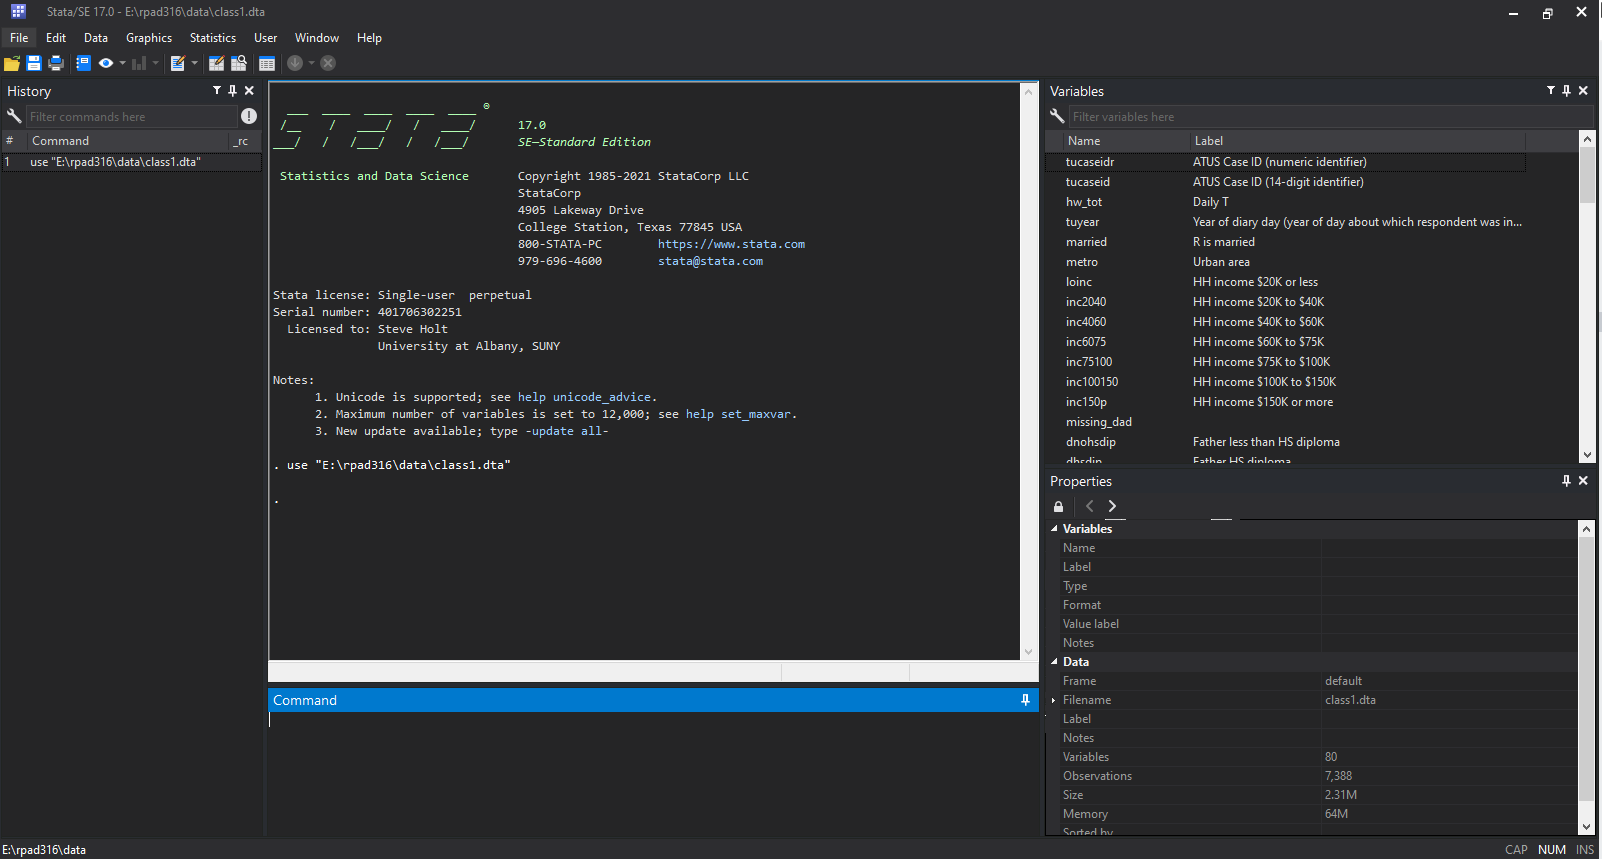 Stata/SE 17.0 - E:\rpad316\data\class1.dta
File Edit Data Graphics Statistics User Window Help
History
Filter commands here
# Command _rc
1 use "E:\rpad316\data\class1.dta"
®
17.0
SE—Standard Edition
Statistics and Data Science Copyright 1985-2021 StataCorp LLC
StataCorp
4905 Lakeway Drive
College Station, Texas 77845 USA
800-STATA-PC https://www.stata.com
979-696-4600 stata@stata.com
Stata license: Single-user perpetual
Serial number: 401706302251
Licensed to: Steve Holt
University at Albany, SUNY
Notes:
1. Unicode is supported; see help unicode_advice.
2. Maximum number of variables is set to 12,000; see help set_maxvar.
3. New update available; type -update all-
. use "E:\rpad316\data\class1.dta"
.
Command
Variables
Filter variables here
Name Label
tucaseidr ATUS Case ID (numeric identifier)
tucaseid ATUS Case ID (14-digit identifier)
hw_tot Daily T
tuyear Year of diary day (year of day about which respondent was in...
married R is married
metro Urban area
loinc HH income $20K or less
inc2040 HH income $20K to $40K
inc4060 HH income $40K to $60K
inc6075 HH income $60K to $75K
inc75100 HH income $75K to $100K
inc100150 HH income $100K to $150K
inc150p HH income $150K or more
missing_dad
dnohsdip Father less than HS diploma
dhsdip Father HS diploma
Properties
Variables
Name
Label
Type
Format
Value label
Notes
Data
Frame default
Filename class1.dta
Label
Notes
Variables 80
Observations 7,388
Size 2.31M
Memory 64M
Sorted by
E:\rpad316\data
CAP NUM INS